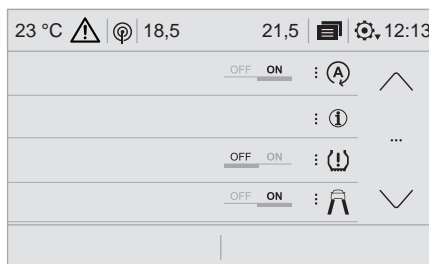 23 °C 18,5 21,5 12:13
OFF ON : A
: i
OFF ON : (!)
OFF ON :
...